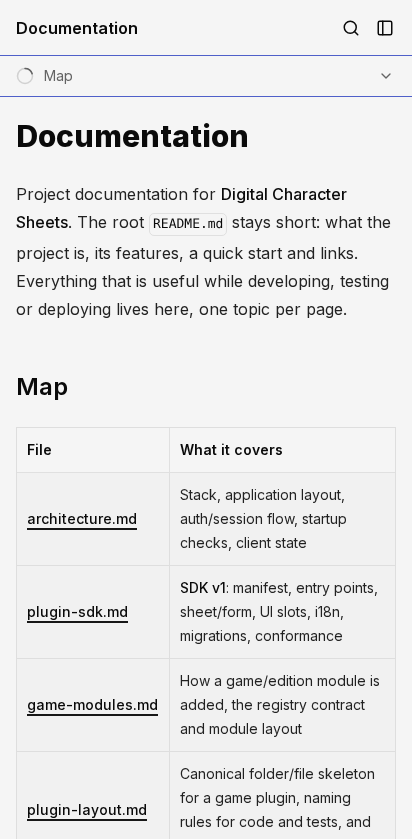 Documentation
Map
Documentation
Project documentation for Digital Character
Sheets. The root README.md stays short: what the
project is, its features, a quick start and links.
Everything that is useful while developing, testing
or deploying lives here, one topic per page.
Map
File
What it covers
architecture.md
Stack, application layout,
auth/session flow, startup
checks, client state
plugin-sdk.md
SDK v1: manifest, entry points,
sheet/form, UI slots, i18n,
migrations, conformance
game-modules.md
How a game/edition module is
added, the registry contract
and module layout
plugin-layout.md
Canonical folder/file skeleton
for a game plugin, naming
rules for code and tests, and